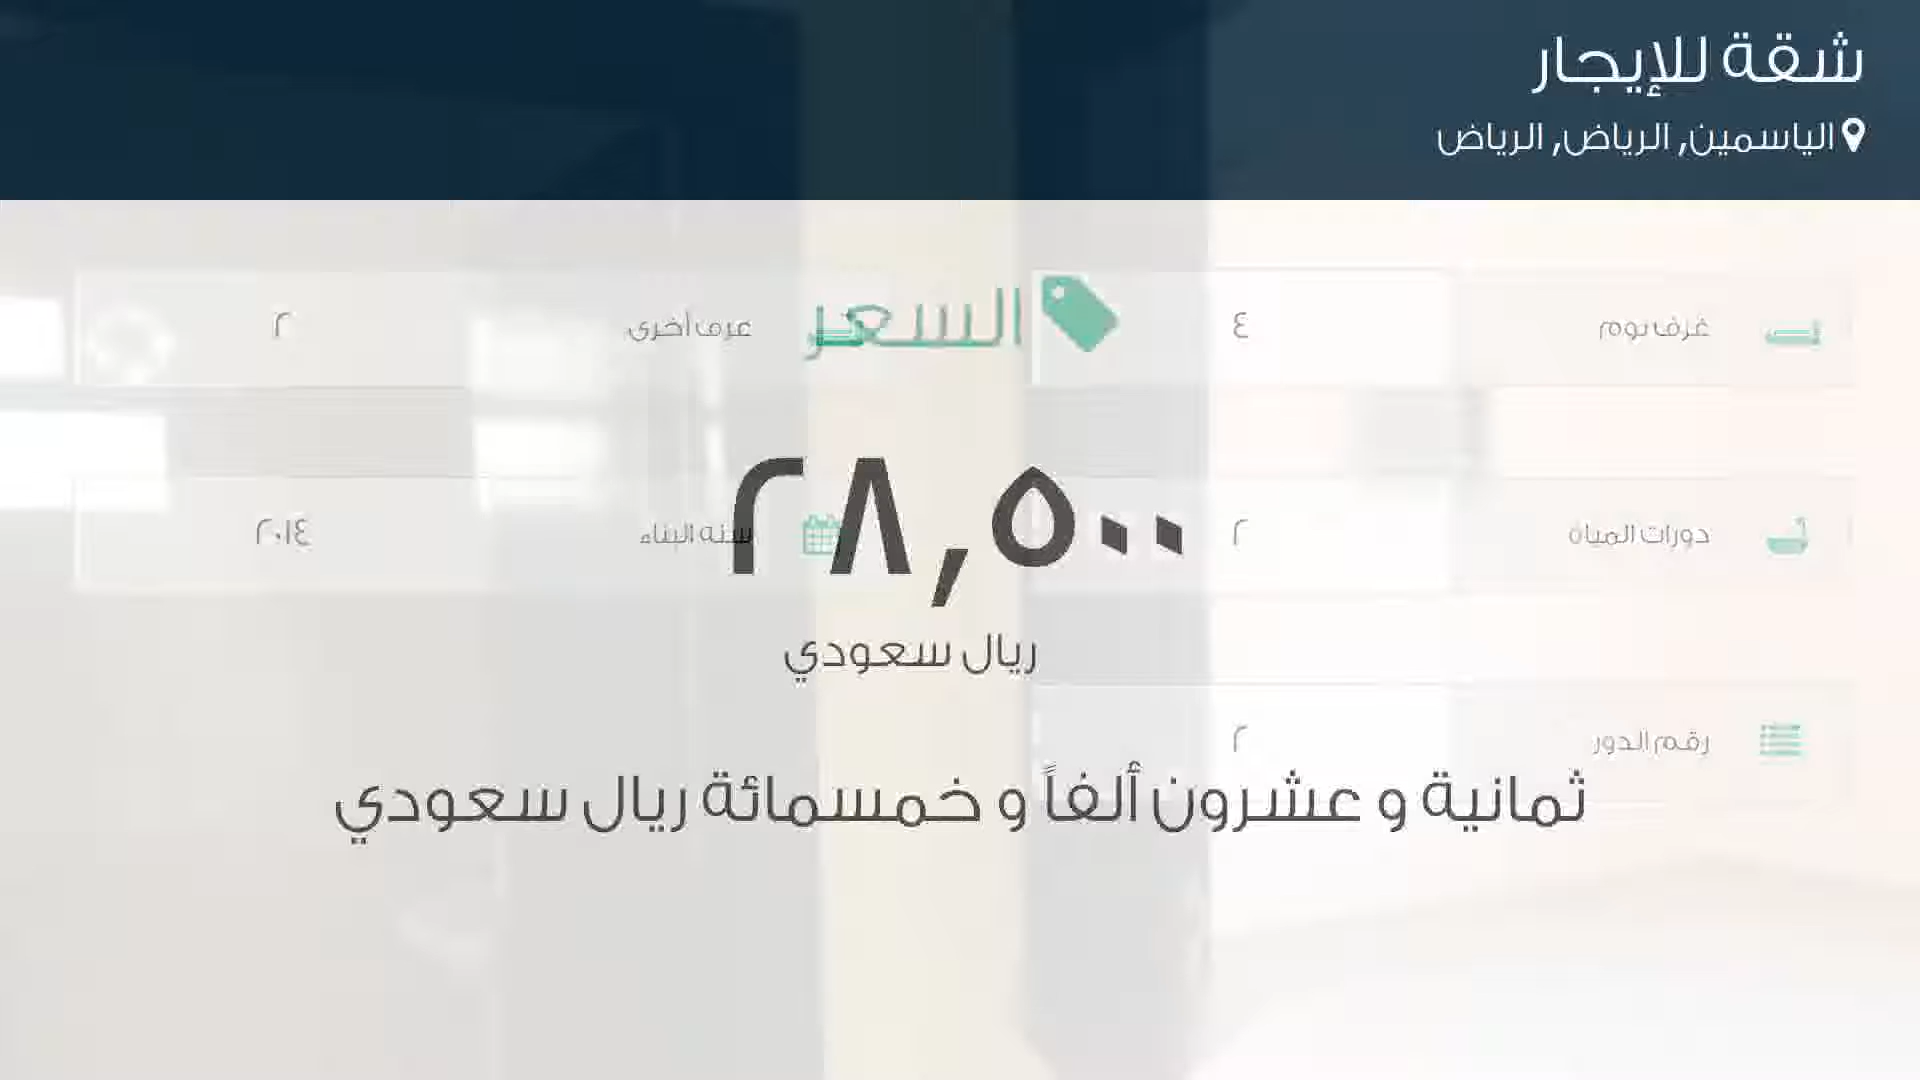 شقة للإيجار
الياسمين, الرياض, الرياض
السعر
غرف نوم ٤
غرف أخرى ٢
٢٨,٥٠٠
دورات المياه ٢
سنة البناء ٢٠١٤
ريال سعودي
رقم الدور ٢
ثمانية و عشرون ألفاً و خمسمائة ريال سعودي